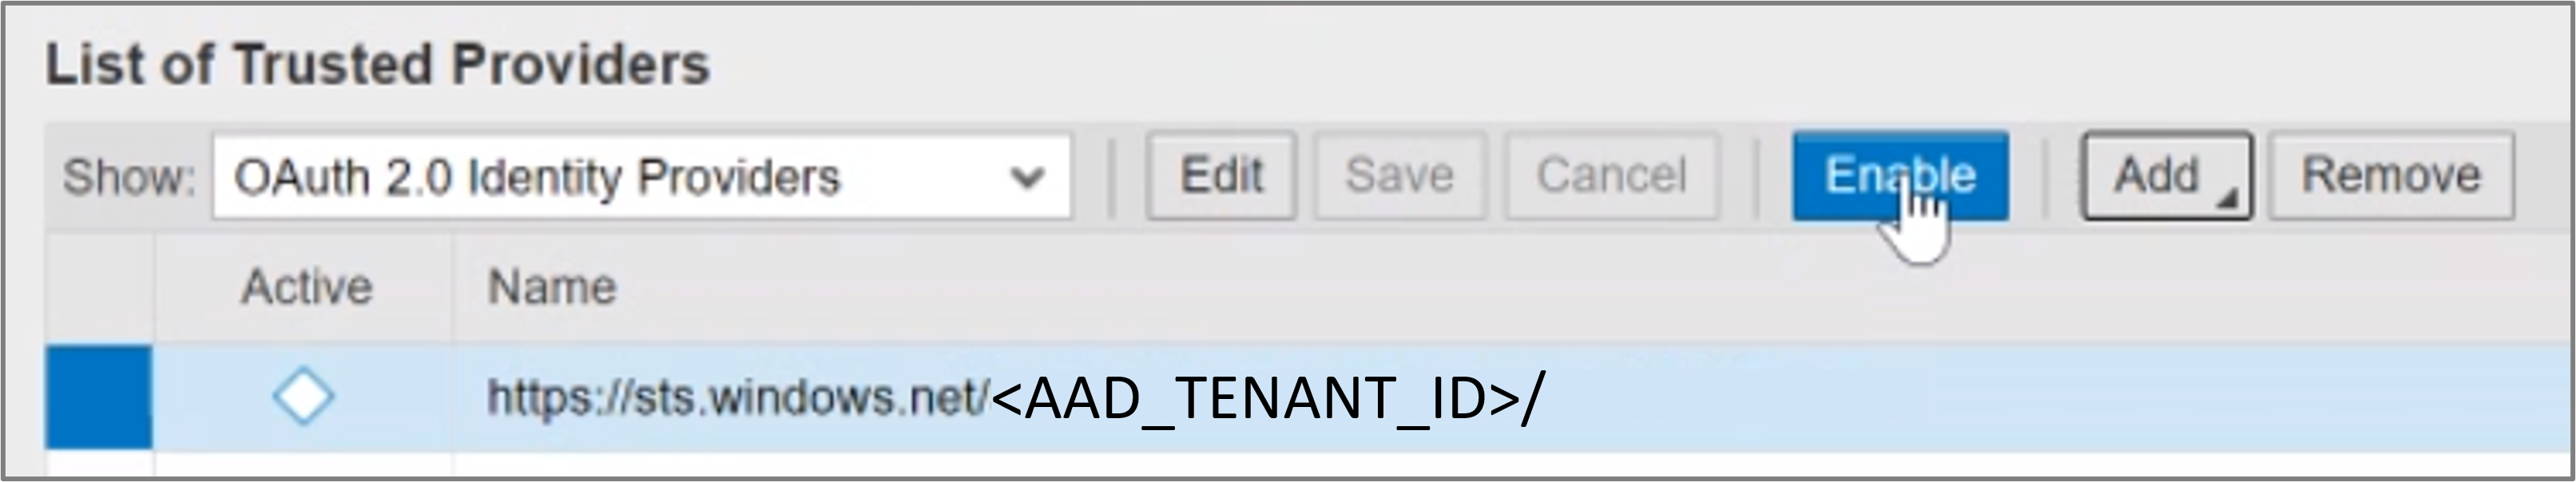 List of Trusted Providers
Show: OAuth 2.0 Identity Providers Edit Save Cancel Enable Add Remove
Active Name
https://sts.windows.net/<AAD_TENANT_ID>/